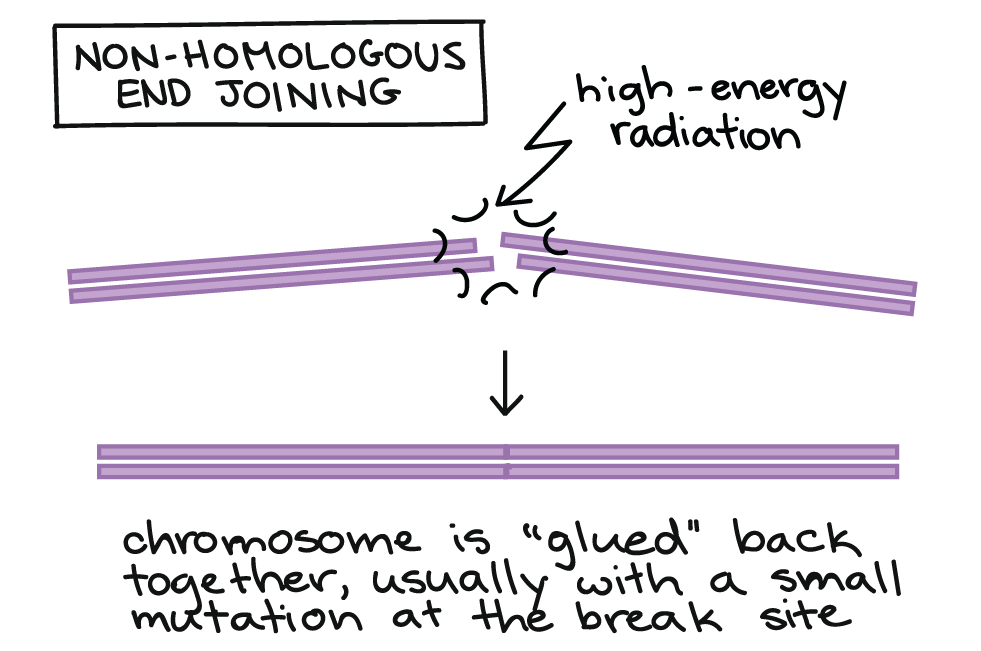 NON-HOMOLOGOUS
END JOINING
high-energy
radiation
chromosome is "glued" back
together, usually with a small
mutation at the break site